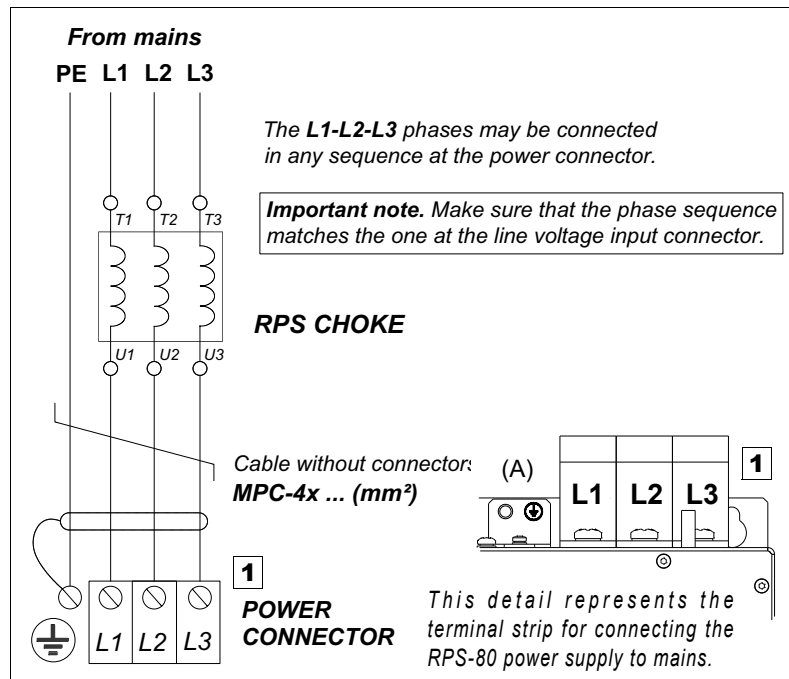 From mains
PE L1 L2 L3
The L1-L2-L3 phases may be connected
in any sequence at the power connector.
T1 T2 T3
Important note. Make sure that the phase sequence
matches the one at the line voltage input connector.
RPS CHOKE
U1 U2 U3
Cable without connectors
MPC-4x ... (mm²)
(A)
L1 L2 L3
1
1
POWER
CONNECTOR
L1 L2 L3
This detail represents the
terminal strip for connecting the
RPS-80 power supply to mains.